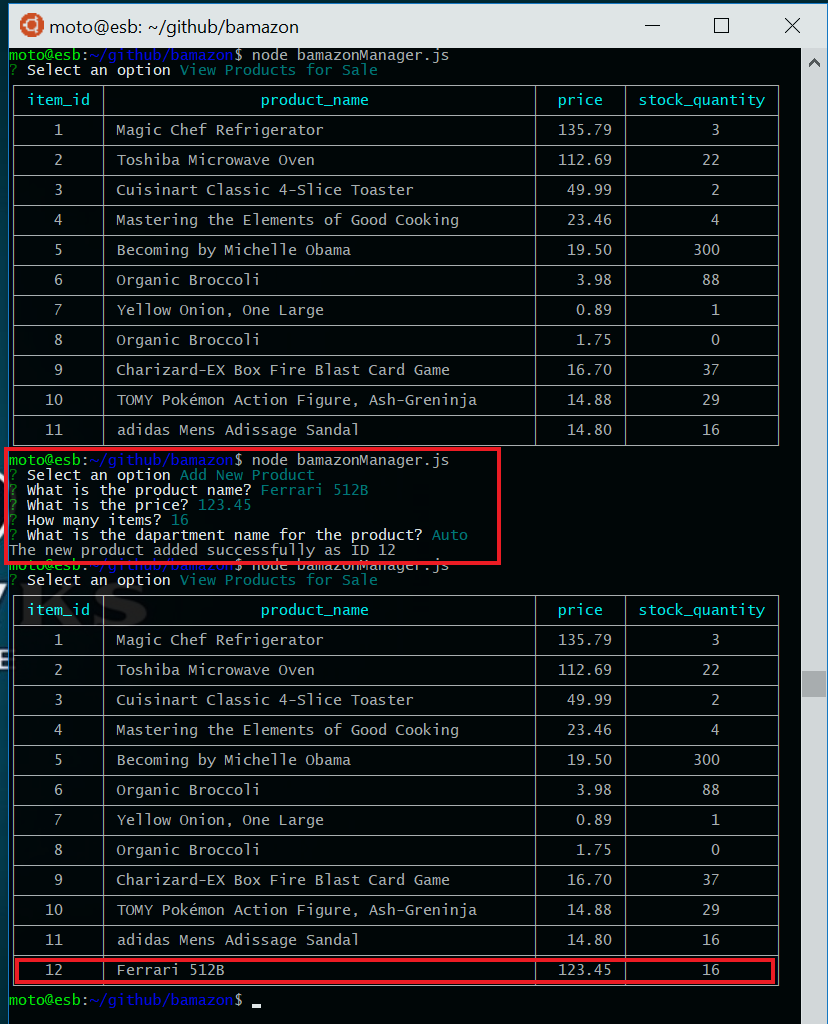 moto@esb: ~/github/bamazon
moto@esb:~/github/bamazon$ node bamazonManager.js
? Select an option View Products for Sale
item_id product_name price stock_quantity
1 Magic Chef Refrigerator 135.79 3
2 Toshiba Microwave Oven 112.69 22
3 Cuisinart Classic 4-Slice Toaster 49.99 2
4 Mastering the Elements of Good Cooking 23.46 4
5 Becoming by Michelle Obama 19.50 300
6 Organic Broccoli 3.98 88
7 Yellow Onion, One Large 0.89 1
8 Organic Broccoli 1.75 0
9 Charizard-EX Box Fire Blast Card Game 16.70 37
10 TOMY Pokémon Action Figure, Ash-Greninja 14.88 29
11 adidas Mens Adissage Sandal 14.80 16
moto@esb:~/github/bamazon$ node bamazonManager.js
? Select an option Add New Product
? What is the product name? Ferrari 512B
? What is the price? 123.45
? How many items? 16
? What is the dapartment name for the product? Auto
The new product added successfully as ID 12
moto@esb:~/github/bamazon$ node bamazonManager.js
? Select an option View Products for Sale
item_id product_name price stock_quantity
1 Magic Chef Refrigerator 135.79 3
2 Toshiba Microwave Oven 112.69 22
3 Cuisinart Classic 4-Slice Toaster 49.99 2
4 Mastering the Elements of Good Cooking 23.46 4
5 Becoming by Michelle Obama 19.50 300
6 Organic Broccoli 3.98 88
7 Yellow Onion, One Large 0.89 1
8 Organic Broccoli 1.75 0
9 Charizard-EX Box Fire Blast Card Game 16.70 37
10 TOMY Pokémon Action Figure, Ash-Greninja 14.88 29
11 adidas Mens Adissage Sandal 14.80 16
12 Ferrari 512B 123.45 16
moto@esb:~/github/bamazon$